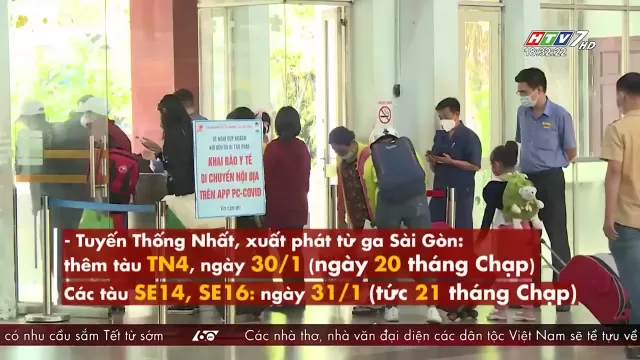 HTV7 HD
18:32:22
KHAI BÁO Y TẾ
DI CHUYỂN NỘI ĐỊA
TRÊN APP PC-COVID
- Tuyến Thống Nhất, xuất phát từ ga Sài Gòn:
thêm tàu TN4, ngày 30/1 (ngày 20 tháng Chạp)
Các tàu SE14, SE16: ngày 31/1 (tức 21 tháng Chạp)
có nhu cầu sắm Tết từ sớm
Các nhà thơ, nhà văn đại diện các dân tộc Việt Nam sẽ tề tựu về